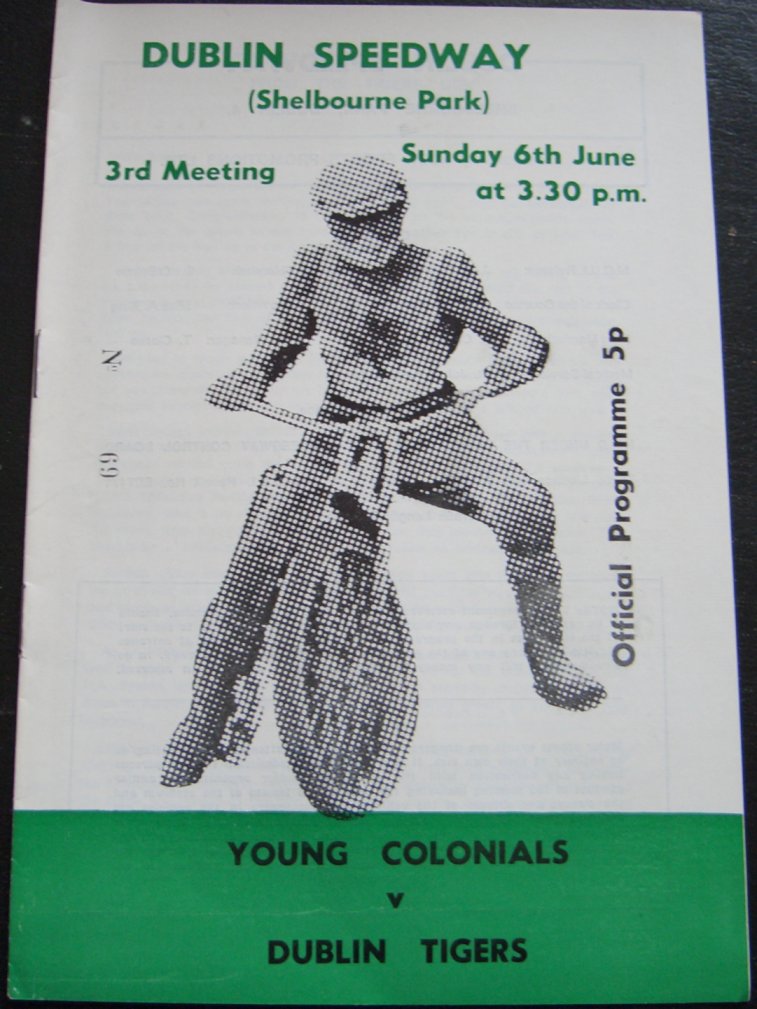 DUBLIN SPEEDWAY
(Shelbourne Park)
3rd Meeting
Sunday 6th June
at 3.30 p.m.
No
69
Official Programme 5p
YOUNG COLONIALS
v
DUBLIN TIGERS